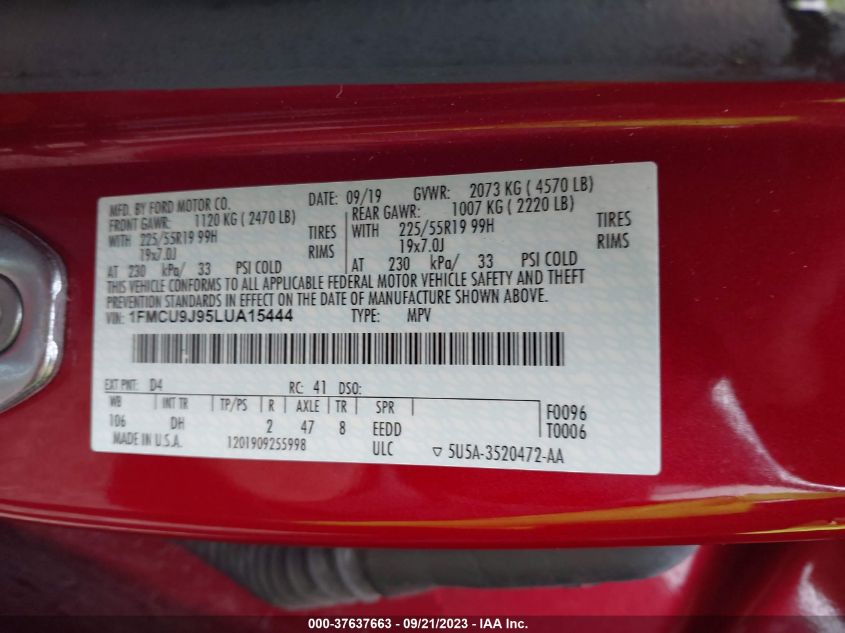 MFD. BY FORD MOTOR CO. DATE: 09/19 GVWR: 2073 KG ( 4570 LB)
FRONT GAWR: 1120 KG ( 2470 LB) REAR GAWR: 1007 KG ( 2220 LB)
WITH 225/55R19 99H TIRES WITH 225/55R19 99H TIRES
19x7.0J RIMS 19x7.0J RIMS
AT 230 kPa/ 33 PSI COLD AT 230 kPa/ 33 PSI COLD
THIS VEHICLE CONFORMS TO ALL APPLICABLE FEDERAL MOTOR VEHICLE SAFETY AND THEFT
PREVENTION STANDARDS IN EFFECT ON THE DATE OF MANUFACTURE SHOWN ABOVE.
VIN: 1FMCU9J95LUA15444 TYPE: MPV
EXT PNT: D4 RC: 41 DSO:
WB INT TR TP/PS R AXLE TR SPR F0096
106 DH 2 47 8 EEDD T0006
MADE IN U.S.A. 1201909255998 ULC ▽ 5U5A-3520472-AA
000-37637663 - 09/21/2023 - © IAA Inc.